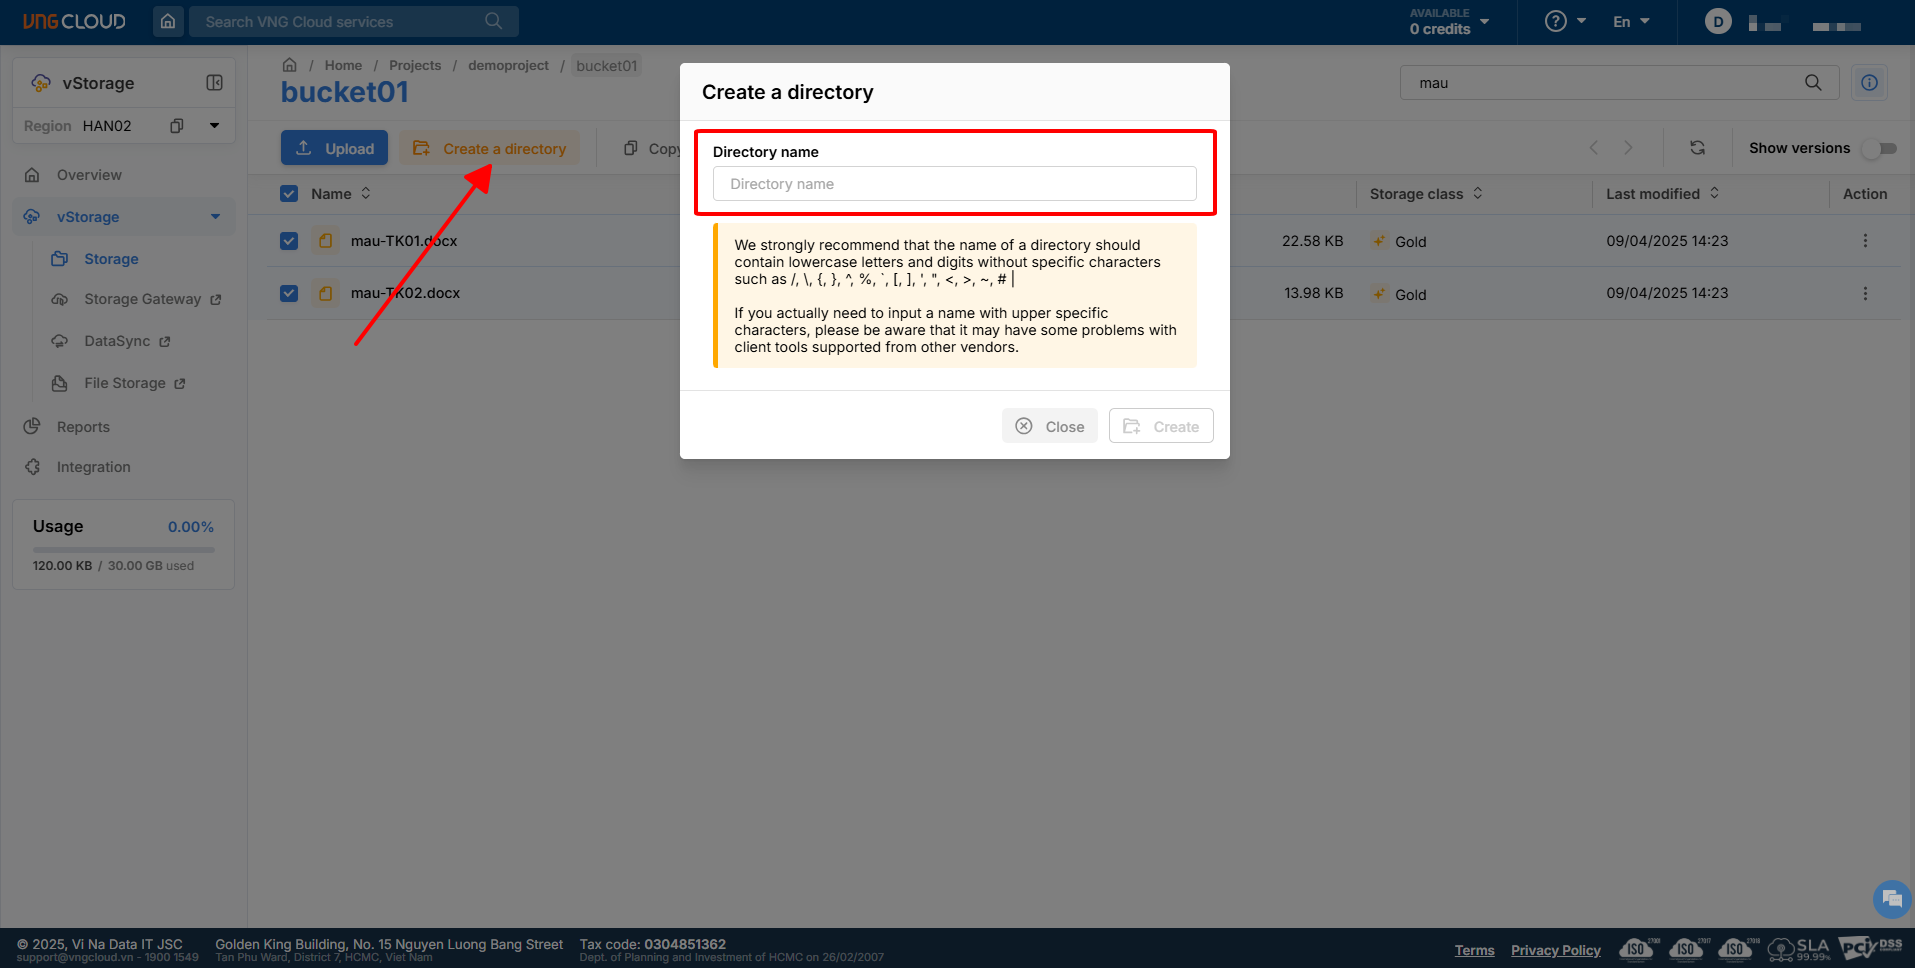 VNG CLOUD
Search VNG Cloud services
AVAILABLE
0 credits
En
D
vStorage
Region HAN02
Overview
vStorage
Storage
Storage Gateway
DataSync
File Storage
Reports
Integration
Usage 0.00%
120.00 KB / 30.00 GB used
/ Home / Projects / demoproject / bucket01
bucket01
mau
Upload
Create a directory
Copy
Show versions
Name
Storage class
Last modified
Action
mau-TK01.docx
22.58 KB
Gold
09/04/2025 14:23
mau-TK02.docx
13.98 KB
Gold
09/04/2025 14:23
Create a directory
Directory name
Directory name
We strongly recommend that the name of a directory should
contain lowercase letters and digits without specific characters
such as /, \, {, }, ^, %, `, [, ], ', ", <, >, ~, # |
If you actually need to input a name with upper specific
characters, please be aware that it may have some problems with
client tools supported from other vendors.
Close
Create
© 2025, Vi Na Data IT JSC
support@vngcloud.vn - 1900 1549
Golden King Building, No. 15 Nguyen Luong Bang Street
Tan Phu Ward, District 7, HCMC, Viet Nam
Tax code: 0304851362
Dept. of Planning and Investment of HCMC on 26/02/2007
Terms
Privacy Policy
ISO 27001
ISO 27017
ISO
SLA
99.99%
PCI DSS